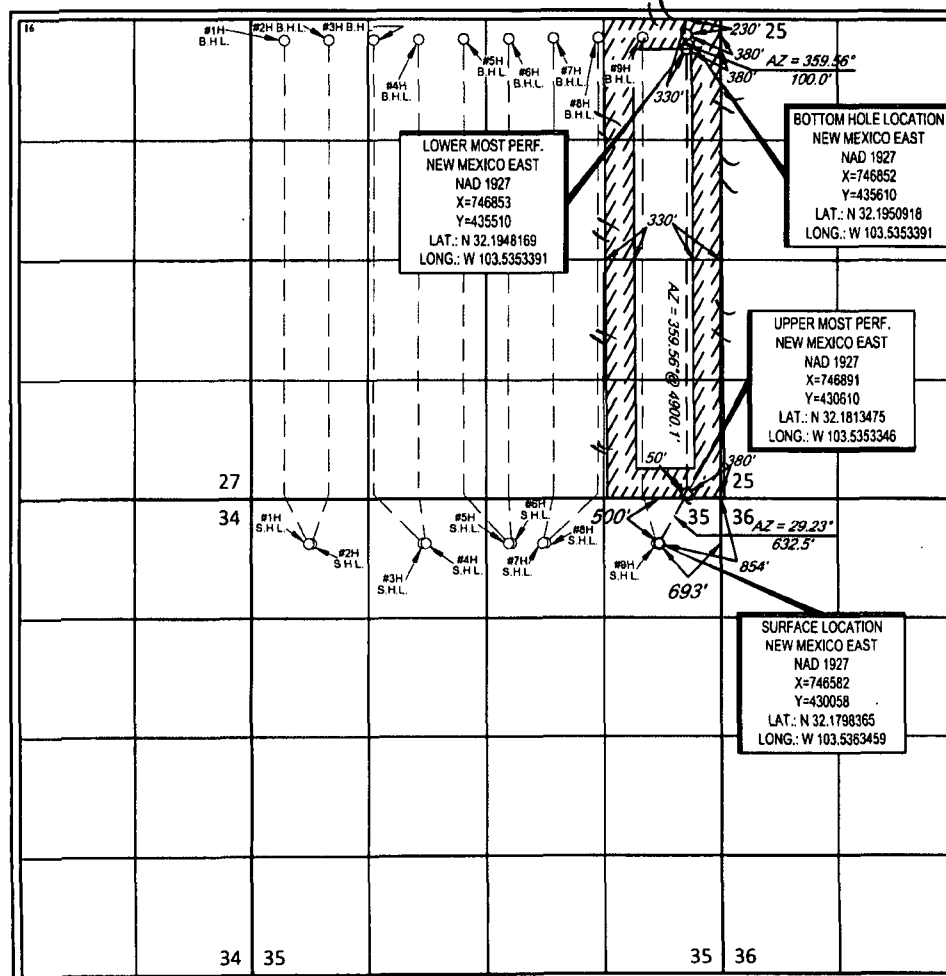 16
#1H
B.H.L.
#2H B.H.L.
#3H B.H.
#4H
B.H.L.
#5H
B.H.L.
#6H
B.H.L.
#7H
B.H.L.
#8H
B.H.L.
#9H
B.H.L.
230'
25
380'
380'
AZ = 359.56°
100.0'
330'
BOTTOM HOLE LOCATION
NEW MEXICO EAST
NAD 1927
X=746852
Y=435610
LAT.: N 32.1950918
LONG.: W 103.5353391
LOWER MOST PERF.
NEW MEXICO EAST
NAD 1927
X=746853
Y=435510
LAT.: N 32.1948169
LONG.: W 103.5353391
330'
AZ = 359.56° @ 4900.1'
UPPER MOST PERF.
NEW MEXICO EAST
NAD 1927
X=746891
Y=430610
LAT.: N 32.1813475
LONG.: W 103.5353346
50'
380'
27
25
34
35
36
#1H
S.H.L.
#2H
S.H.L.
#3H
S.H.L.
#4H
S.H.L.
#5H
S.H.L.
#6H
S.H.L.
#7H
S.H.L.
#8H
S.H.L.
#9H
S.H.L.
500'
AZ = 29.23°
632.5'
854'
693'
SURFACE LOCATION
NEW MEXICO EAST
NAD 1927
X=746582
Y=430058
LAT.: N 32.1798365
LONG.: W 103.5363459
34
35
35
36